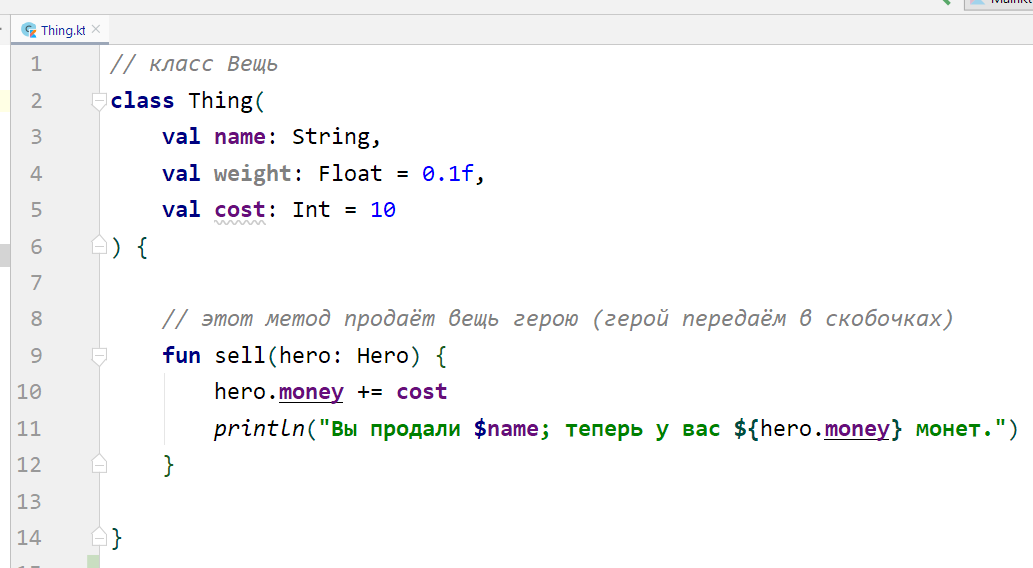 Thing.kt
1 // класс Вещь
2 class Thing(
3 val name: String,
4 val weight: Float = 0.1f,
5 val cost: Int = 10
6 ) {
7
8 // этот метод продаёт вещь герою (герой передаём в скобочках)
9 fun sell(hero: Hero) {
10 hero.money += cost
11 println("Вы продали $name; теперь у вас ${hero.money} монет.")
12 }
13
14 }